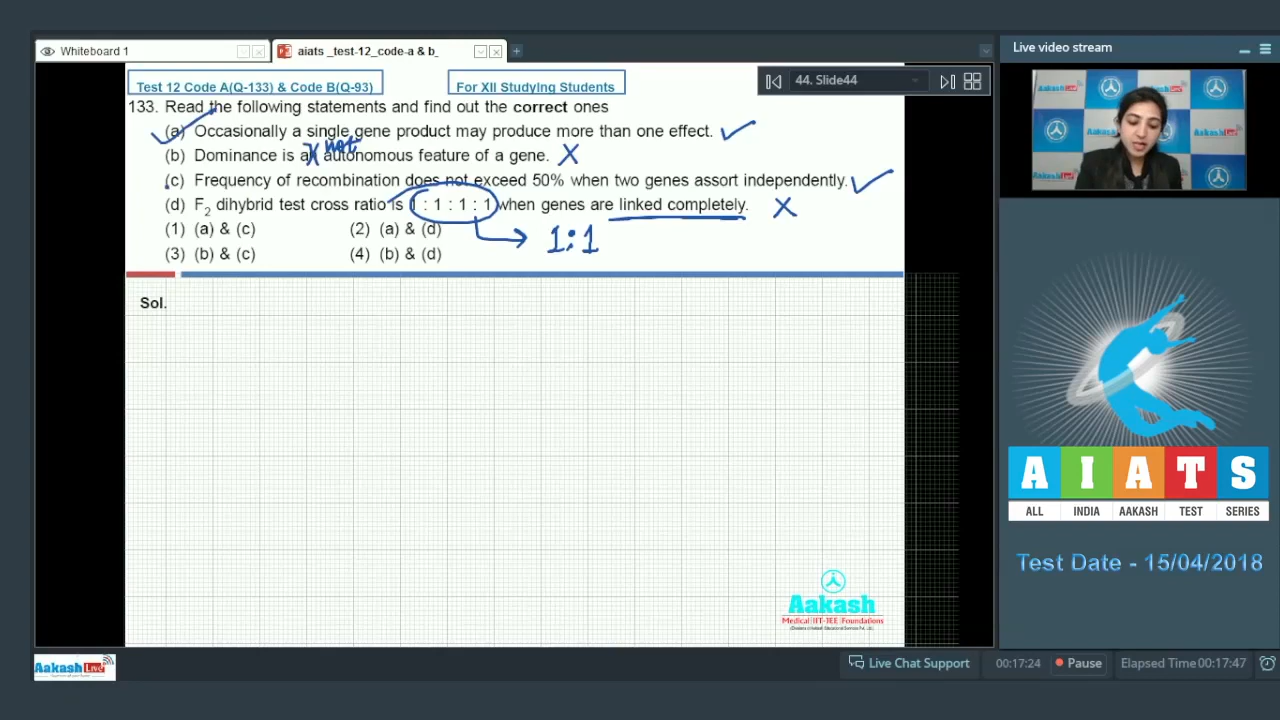 Whiteboard 1
aiats _test-12_code-a & b_
Live video stream
Test 12 Code A(Q-133) & Code B(Q-93)
For XII Studying Students
44. Slide44
133. Read the following statements and find out the correct ones
(a) Occasionally a single gene product may produce more than one effect.
not
(b) Dominance is an autonomous feature of a gene.
(c) Frequency of recombination does not exceed 50% when two genes assort independently.
(d) F2 dihybrid test cross ratio is 1 : 1 : 1 : 1 when genes are linked completely.
(1) (a) & (c) (2) (a) & (d)
1:1
(3) (b) & (c) (4) (b) & (d)
Sol.
AakashLive
AIATS
ALL INDIA AAKASH TEST SERIES
Test Date - 15/04/2018
Aakash
Medical|IIT-JEE|Foundations
Aakash Live
Live Chat Support
00:17:24
Pause
Elapsed Time 00:17:47